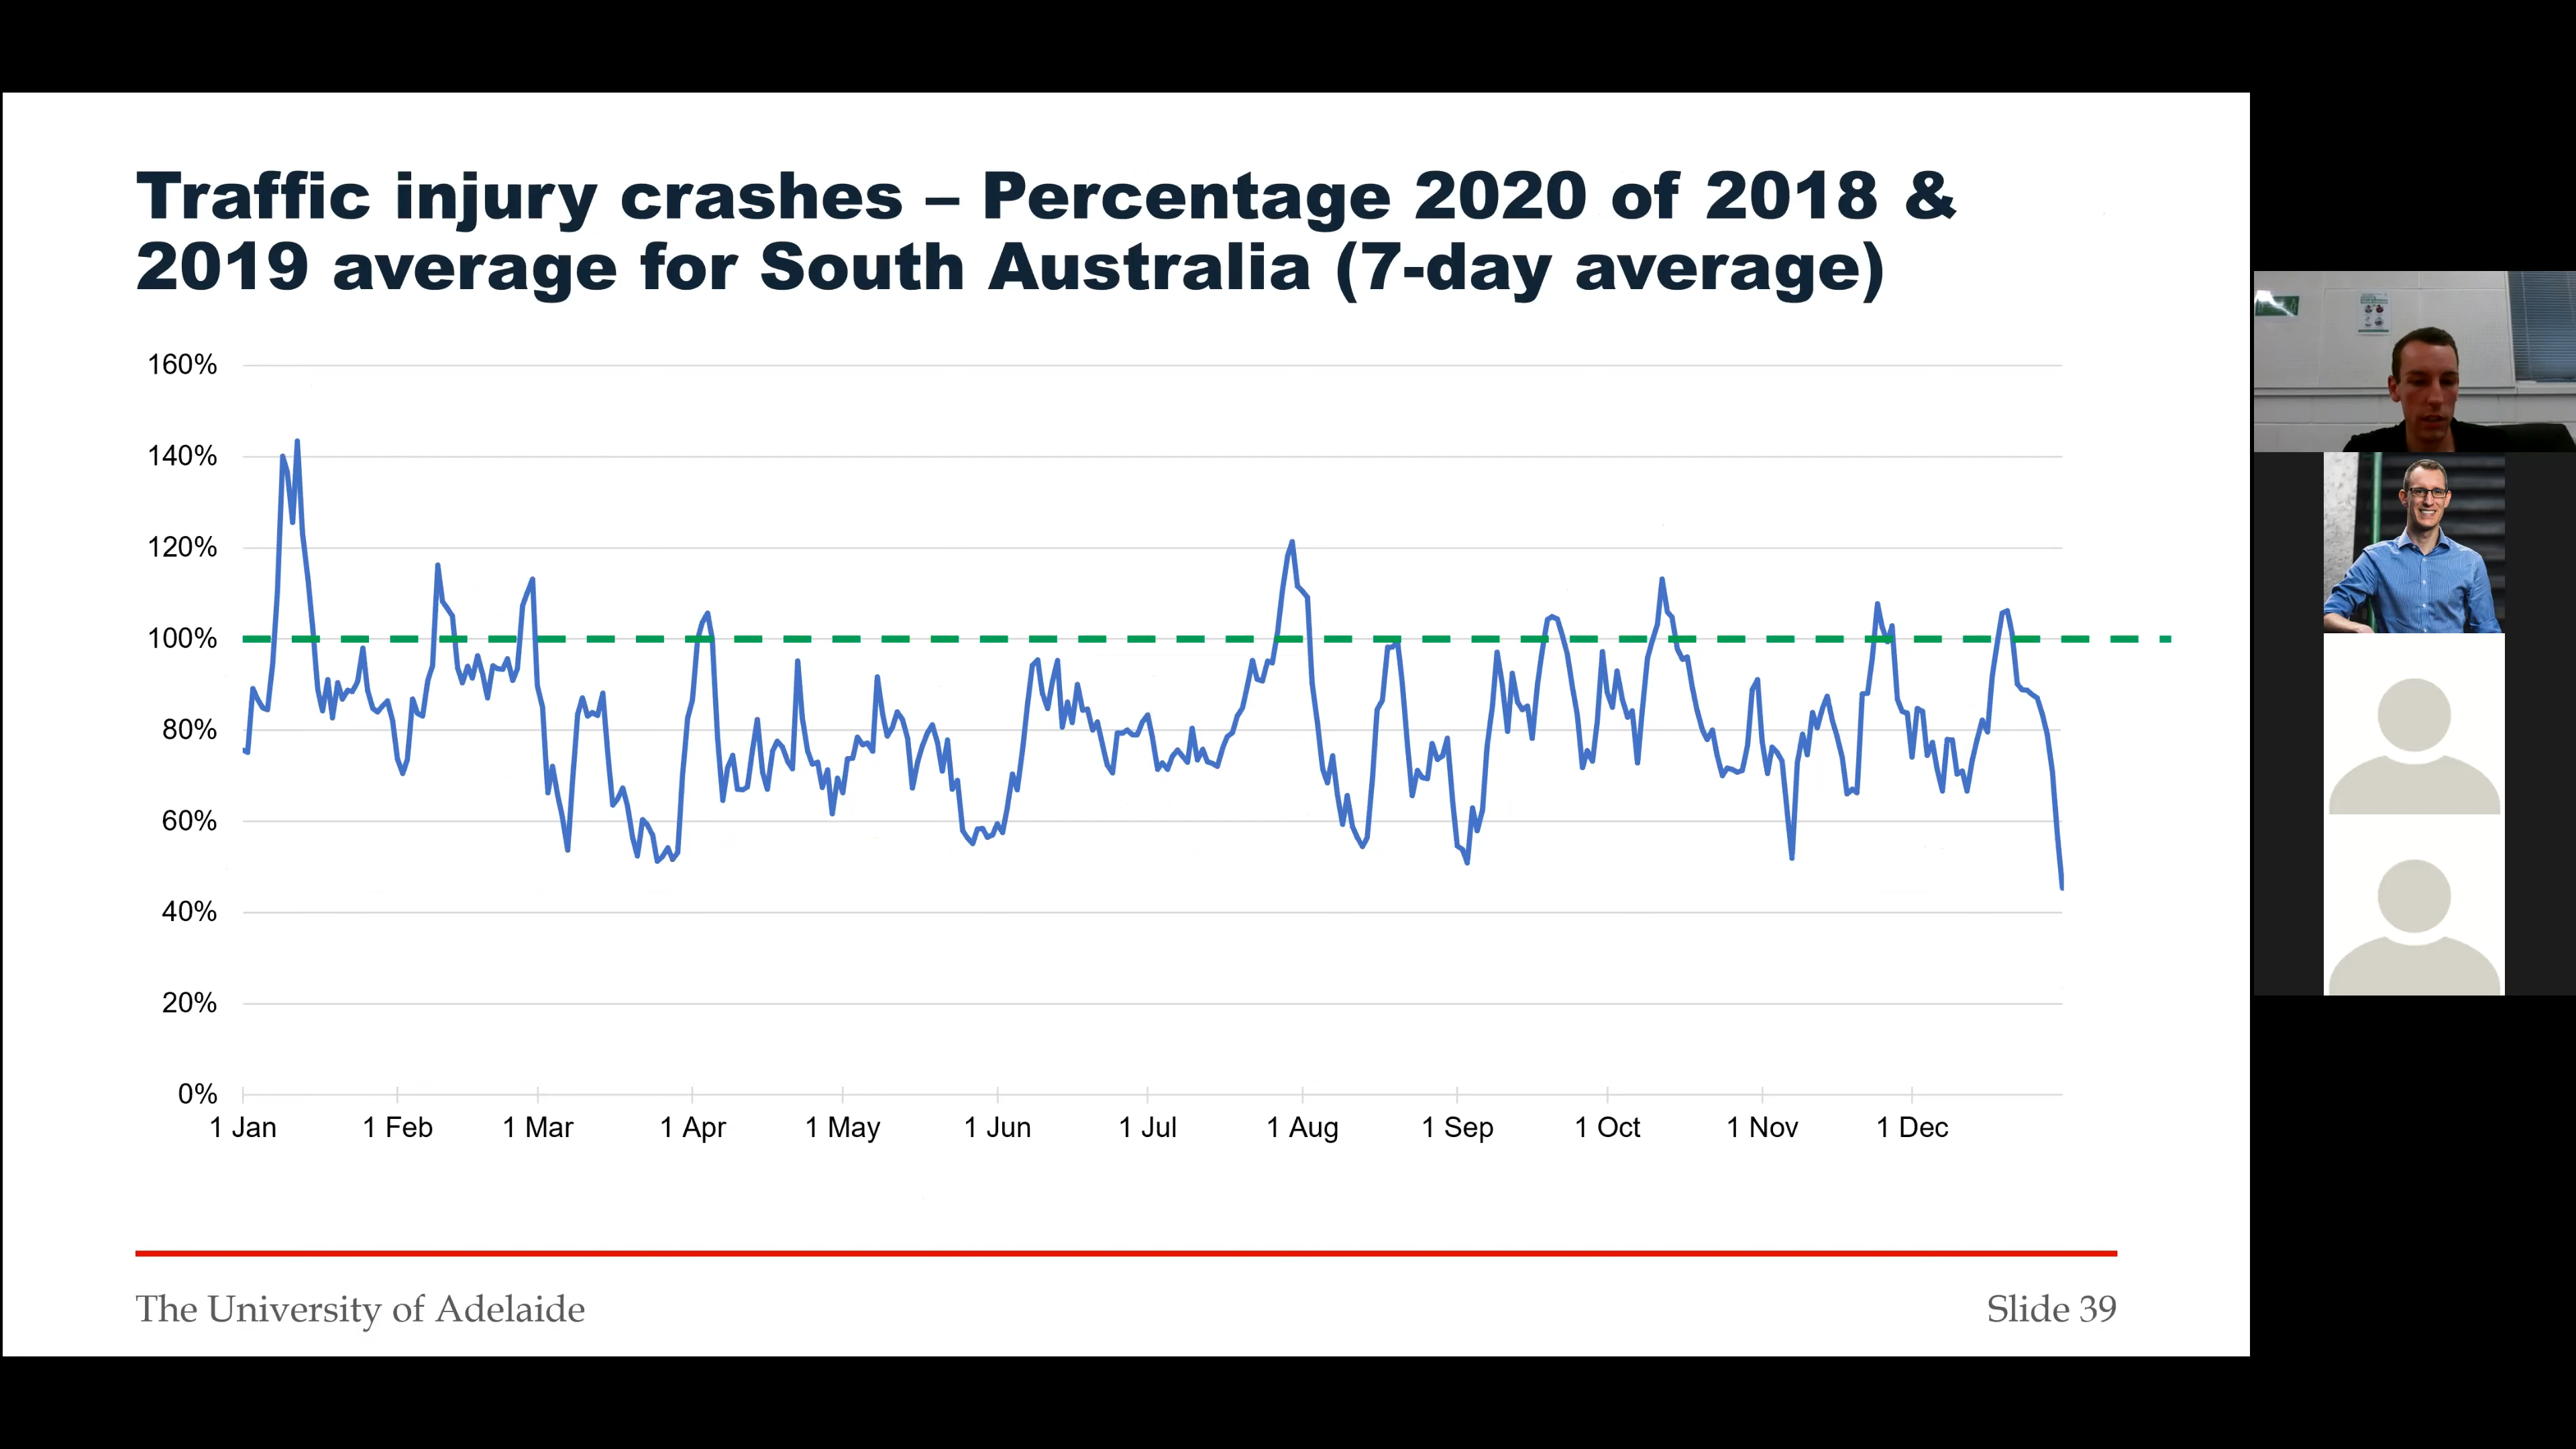 Traffic injury crashes – Percentage 2020 of 2018 &
2019 average for South Australia (7-day average)
160%
140%
120%
100%
80%
60%
40%
20%
0%
1 Jan
1 Feb
1 Mar
1 Apr
1 May
1 Jun
1 Jul
1 Aug
1 Sep
1 Oct
1 Nov
1 Dec
The University of Adelaide
Slide 39